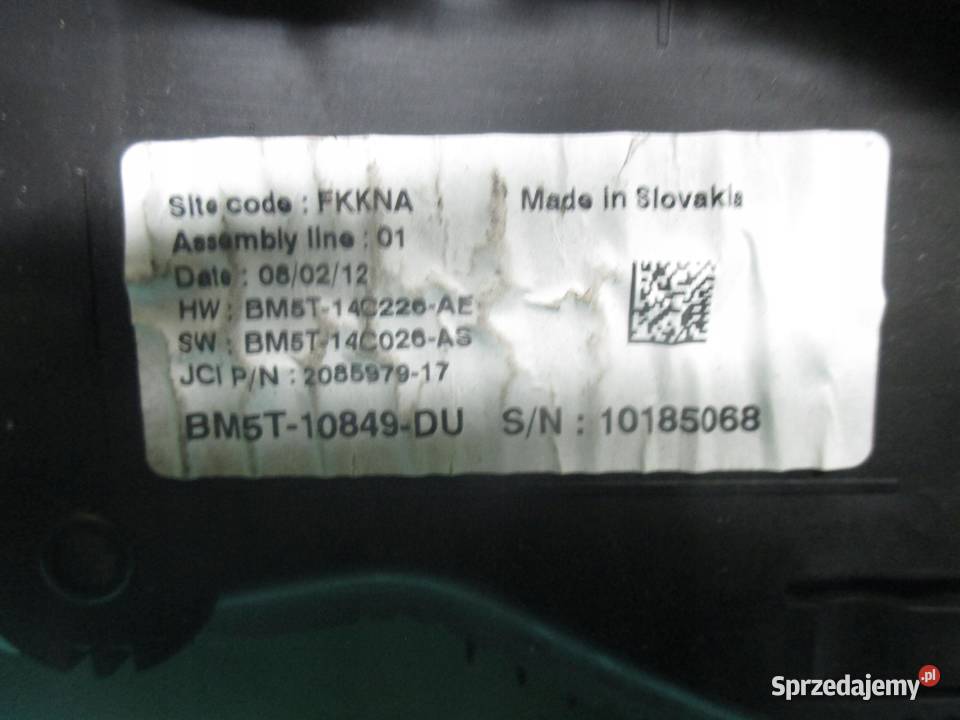 Site code : FKKNA
Made in Slovakia
Assembly line : 01
Date : 08/02/12
HW : BM5T-14C226-AE
SW : BM5T-14C026-AS
JCI P/N : 2085979-17
BM5T-10849-DU S/N : 10185068
Sprzedajemy.pl